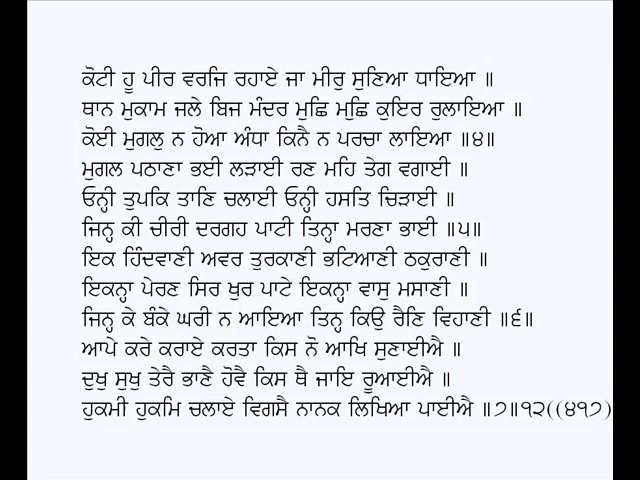 ਕੋਟੀ ਹੂ ਪੀਰ ਵਰਜਿ ਰਹਾਏ ਜਾ ਮੀਰੁ ਸੁਣਿਆ ਧਾਇਆ ॥
ਥਾਨ ਮੁਕਾਮ ਜਲੇ ਬਿਜ ਮੰਦਰ ਮੁਛਿ ਮੁਛਿ ਕੁਇਰ ਰੁਲਾਇਆ ॥
ਕੋਈ ਮੁਗਲੁ ਨ ਹੋਆ ਅੰਧਾ ਕਿਨੈ ਨ ਪਰਚਾ ਲਾਇਆ ॥੪॥
ਮੁਗਲ ਪਠਾਣਾ ਭਈ ਲੜਾਈ ਰਣ ਮਹਿ ਤੇਗ ਵਗਾਈ ॥
ਓਨ੍ਹੀ ਤੁਪਕਿ ਤਾਣਿ ਚਲਾਈ ਓਨ੍ਹੀ ਹਸਤਿ ਚਿੜਾਈ ॥
ਜਿਨ੍ਹ ਕੀ ਚੀਰੀ ਦਰਗਹ ਪਾਟੀ ਤਿਨ੍ਹਾ ਮਰਣਾ ਭਾਈ ॥੫॥
ਇਕ ਹਿੰਦਵਾਣੀ ਅਵਰ ਤੁਰਕਾਣੀ ਭਟਿਆਣੀ ਠਕੁਰਾਣੀ ॥
ਇਕਨ੍ਹਾ ਪੇਰਣ ਸਿਰ ਖੁਰ ਪਾਟੇ ਇਕਨ੍ਹਾ ਵਾਸੁ ਮਸਾਣੀ ॥
ਜਿਨ੍ਹ ਕੇ ਬੰਕੇ ਘਰੀ ਨ ਆਇਆ ਤਿਨ੍ਹ ਕਿਉ ਰੈਣਿ ਵਿਹਾਣੀ ॥੬॥
ਆਪੇ ਕਰੇ ਕਰਾਏ ਕਰਤਾ ਕਿਸ ਨੋ ਆਖਿ ਸੁਣਾਈਐ ॥
ਦੁਖੁ ਸੁਖੁ ਤੇਰੈ ਭਾਣੈ ਹੋਵੈ ਕਿਸ ਥੈ ਜਾਇ ਰੂਆਈਐ ॥
ਹੁਕਮੀ ਹੁਕਮਿ ਚਲਾਏ ਵਿਗਸੈ ਨਾਨਕ ਲਿਖਿਆ ਪਾਈਐ ॥੭॥੧੨((੪੧੭)